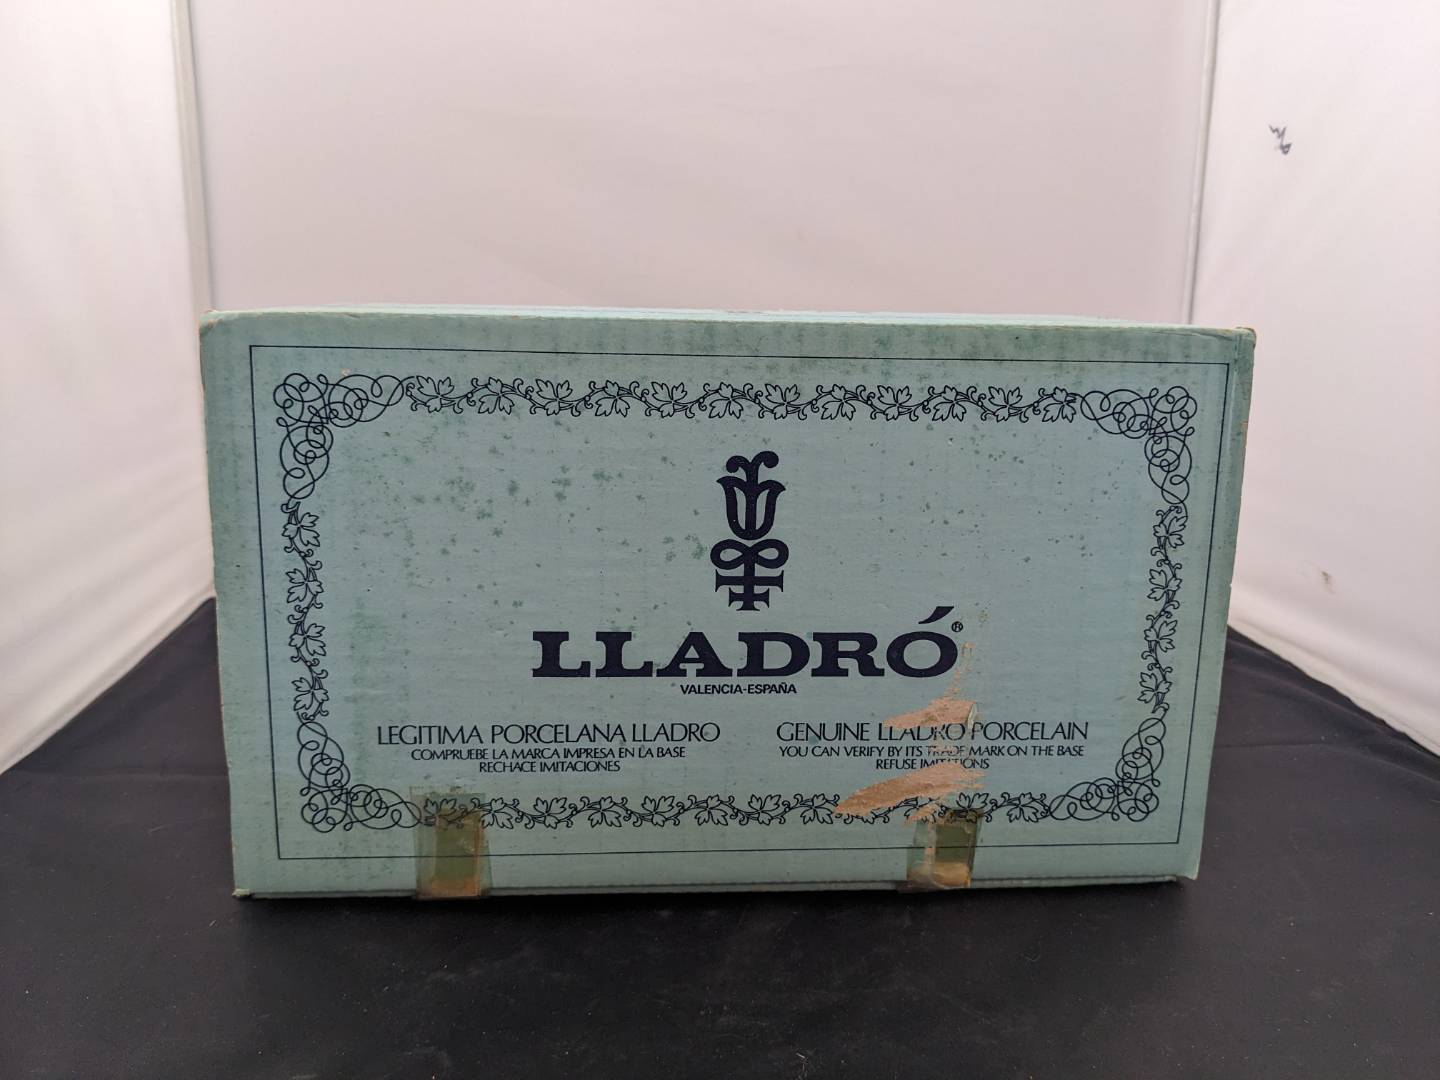 LLADRÓ®
VALENCIA-ESPAÑA
LEGITIMA PORCELANA LLADRO
COMPRUEBE LA MARCA IMPRESA EN LA BASE
RECHACE IMITACIONES
GENUINE LLADRO PORCELAIN
YOU CAN VERIFY BY ITS TRADE MARK ON THE BASE
REFUSE IMITATIONS